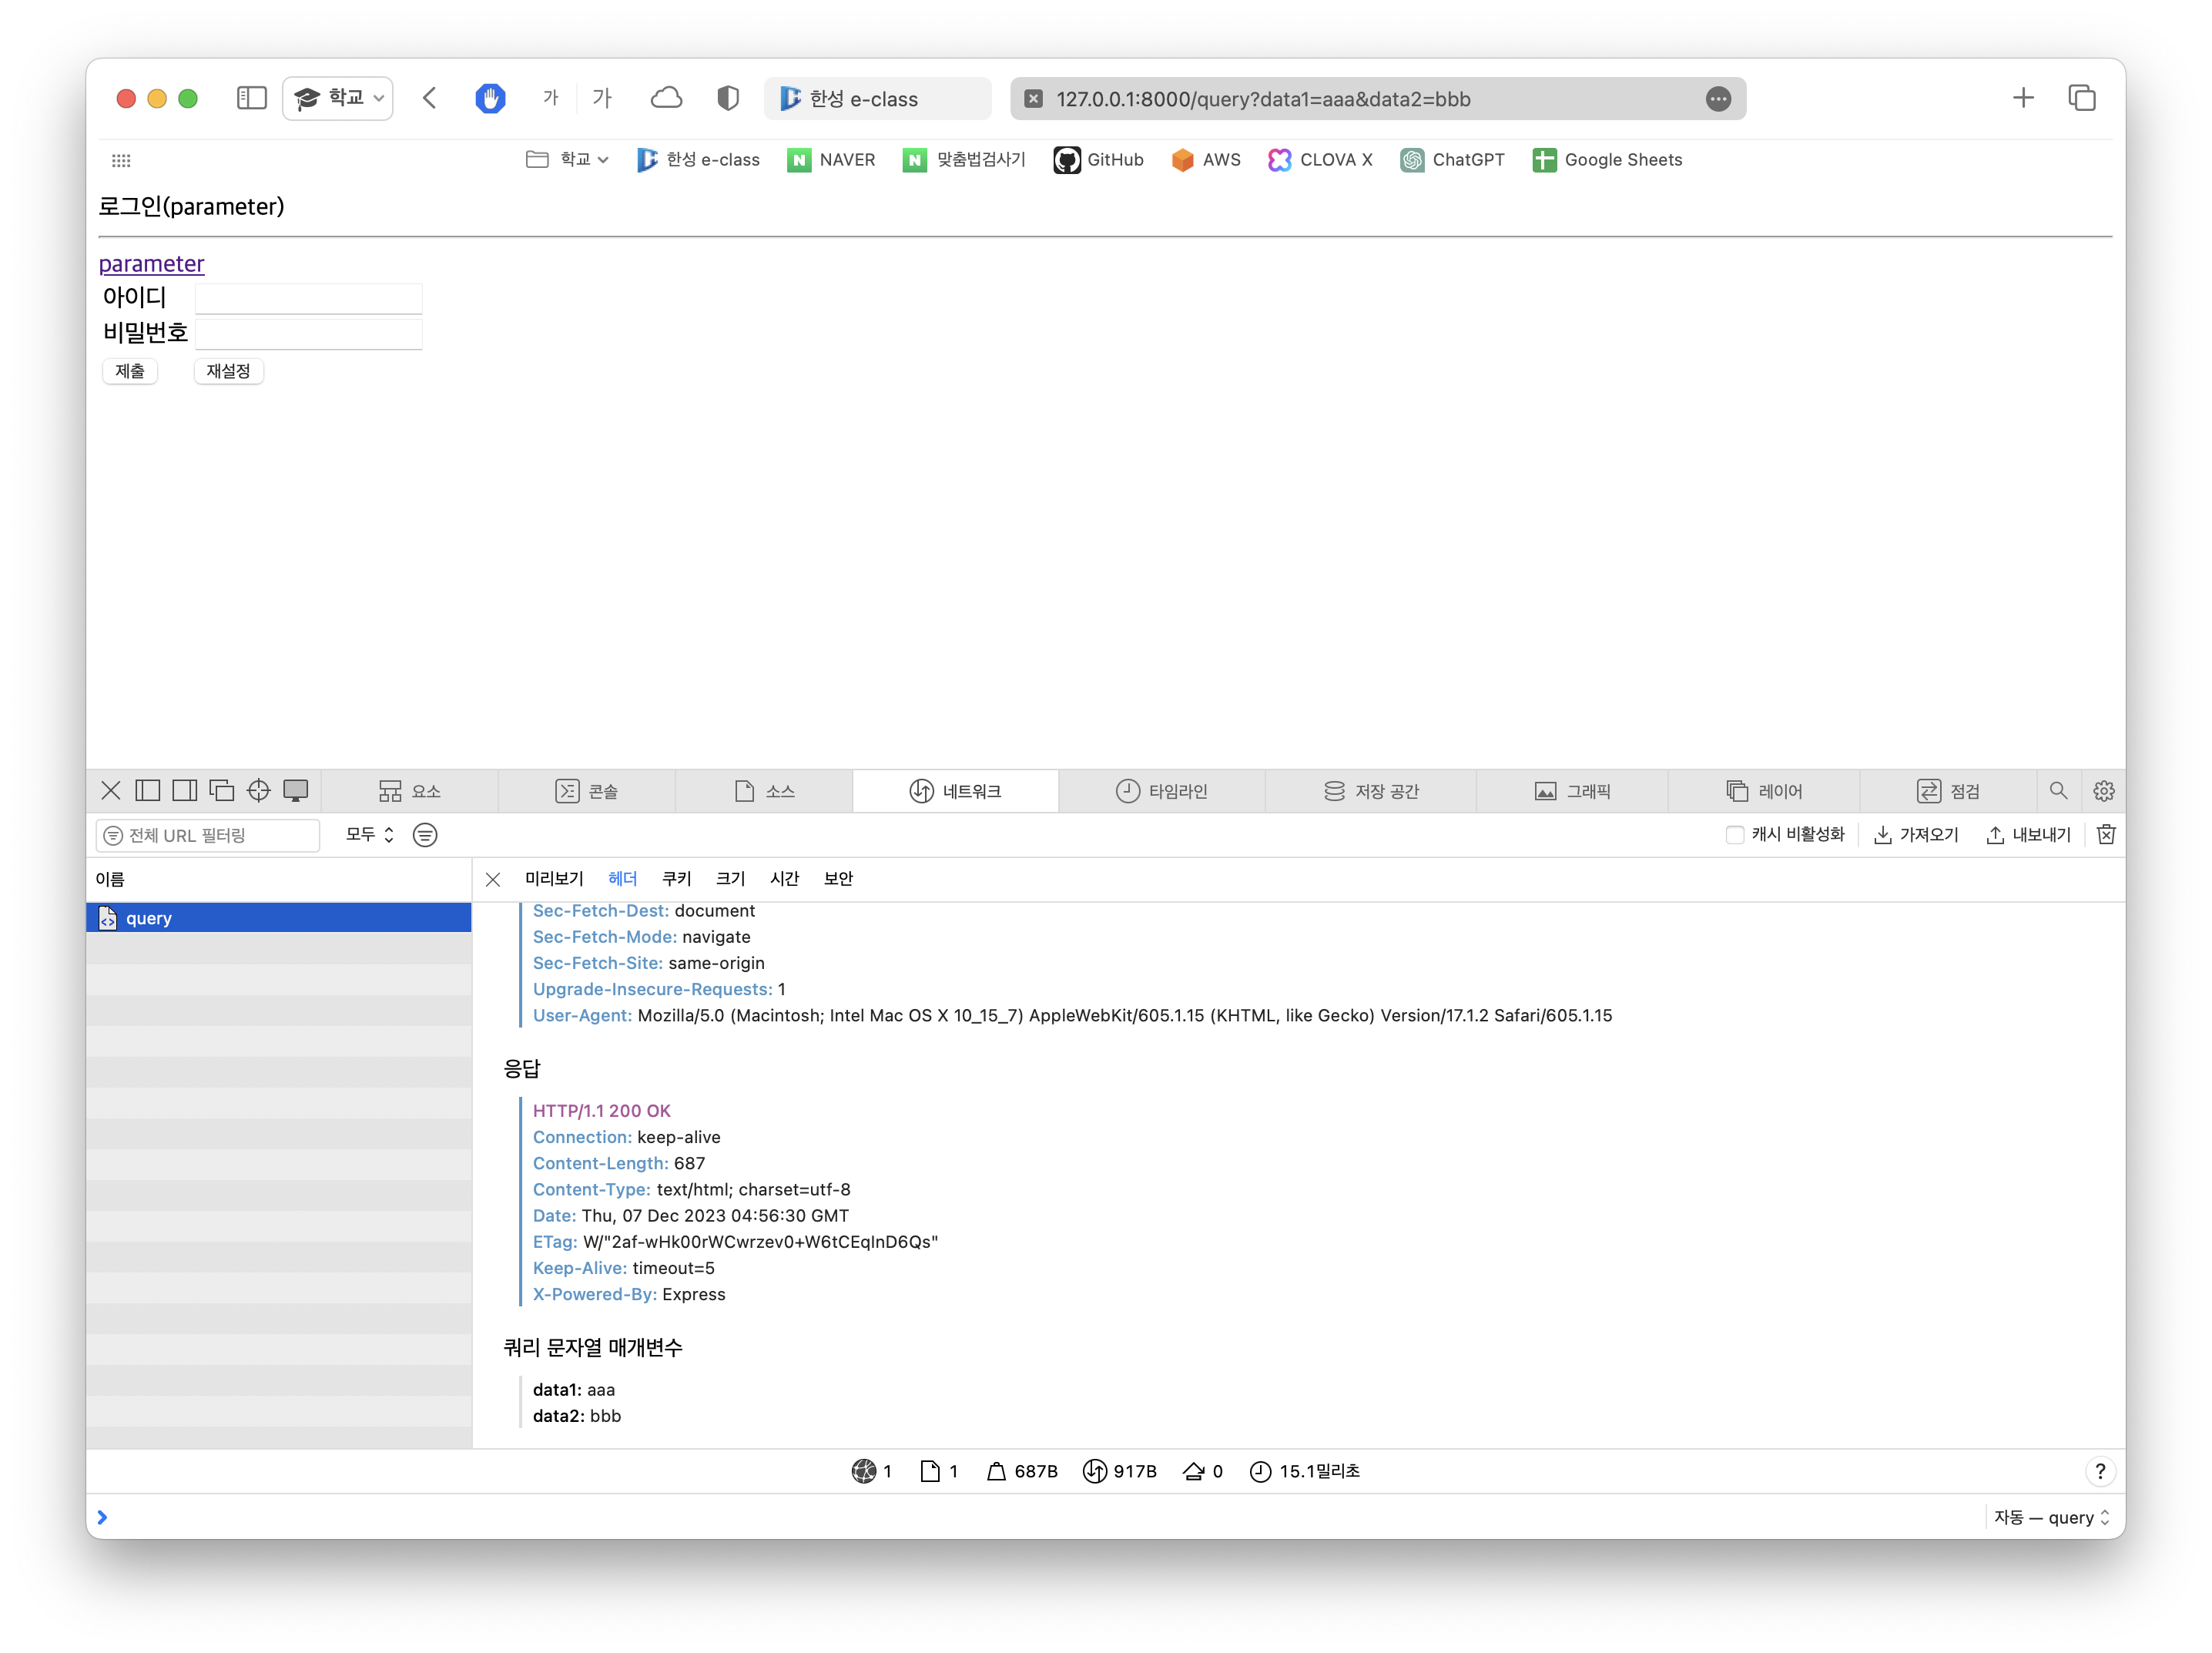 학교
가 가
한성 e-class
127.0.0.1:8000/query?data1=aaa&data2=bbb
학교 한성 e-class NAVER 맞춤법검사기 GitHub AWS CLOVA X ChatGPT Google Sheets
로그인(parameter)
parameter
아이디
비밀번호
제출 재설정
요소 콘솔 소스 네트워크 타임라인 저장 공간 그래픽 레이어 점검
전체 URL 필터링 모두 캐시 비활성화 가져오기 내보내기
이름 미리보기 헤더 쿠키 크기 시간 보안
query
Sec-Fetch-Dest: document
Sec-Fetch-Mode: navigate
Sec-Fetch-Site: same-origin
Upgrade-Insecure-Requests: 1
User-Agent: Mozilla/5.0 (Macintosh; Intel Mac OS X 10_15_7) AppleWebKit/605.1.15 (KHTML, like Gecko) Version/17.1.2 Safari/605.1.15
응답
HTTP/1.1 200 OK
Connection: keep-alive
Content-Length: 687
Content-Type: text/html; charset=utf-8
Date: Thu, 07 Dec 2023 04:56:30 GMT
ETag: W/"2af-wHk00rWCwrzev0+W6tCEqlnD6Qs"
Keep-Alive: timeout=5
X-Powered-By: Express
쿼리 문자열 매개변수
data1: aaa
data2: bbb
1 1 687B 917B 0 15.1밀리초 ?
자동 — query